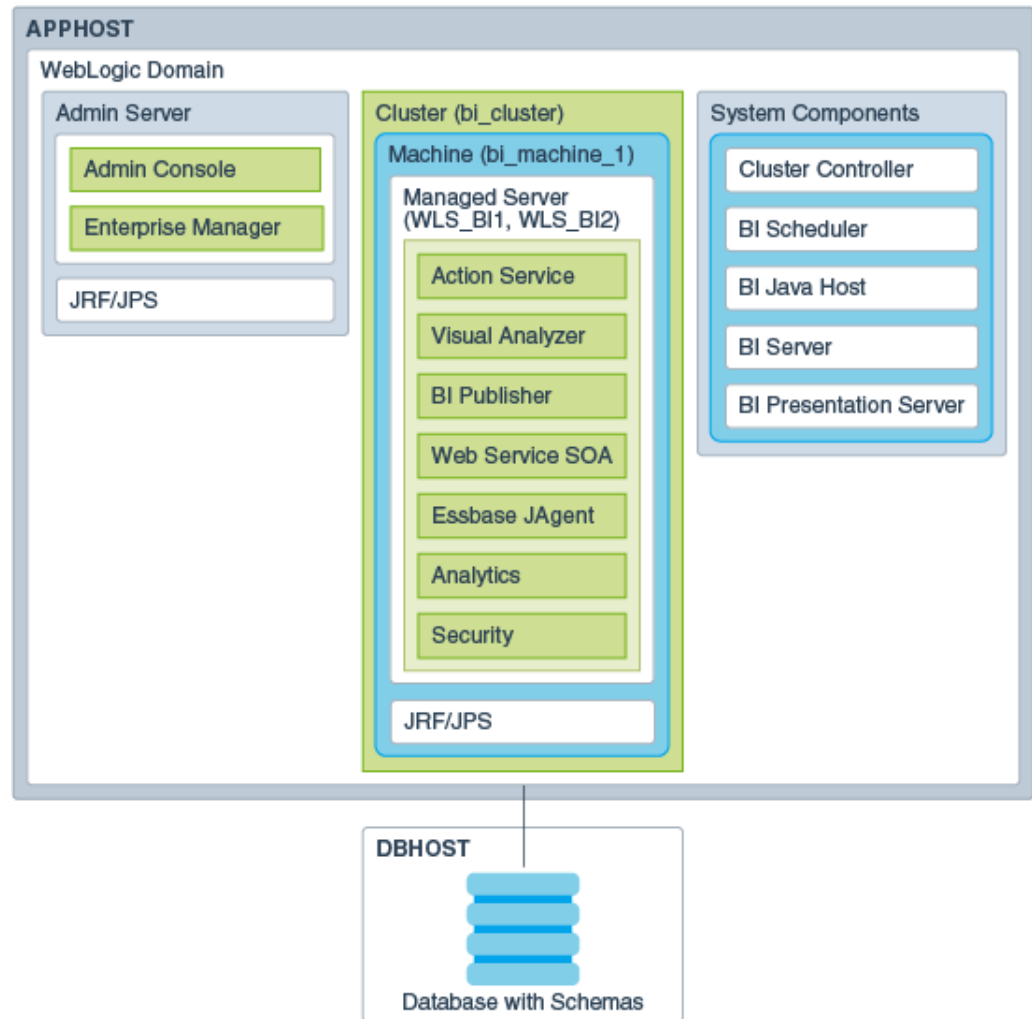 APPHOST
WebLogic Domain
Admin Server
Admin Console
Enterprise Manager
JRF/JPS
Cluster (bi_cluster)
Machine (bi_machine_1)
Managed Server
(WLS_BI1, WLS_BI2)
Action Service
Visual Analyzer
BI Publisher
Web Service SOA
Essbase JAgent
Analytics
Security
JRF/JPS
System Components
Cluster Controller
BI Scheduler
BI Java Host
BI Server
BI Presentation Server
DBHOST
Database with Schemas